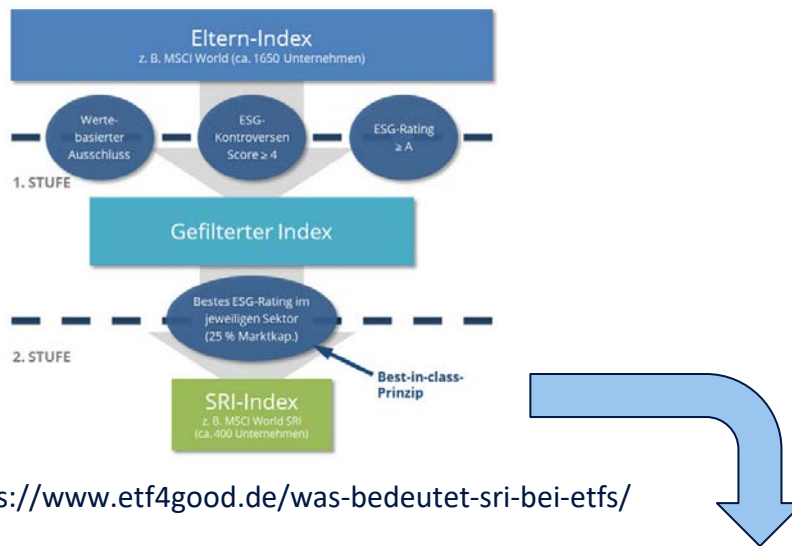 Eltern-Index
z. B. MSCI World (ca. 1650 Unternehmen)
Werte-
basierter
Ausschluss
ESG-
Kontroversen
Score ≥ 4
ESG-Rating
≥ A
1. STUFE
Gefilterter Index
Bestes ESG-Rating im
jeweiligen Sektor
(25 % Marktkap.)
2. STUFE
Best-in-class-
Prinzip
SRI-Index
z. B. MSCI World SRI
(ca. 400 Unternehmen)
s://www.etf4good.de/was-bedeutet-sri-bei-etfs/